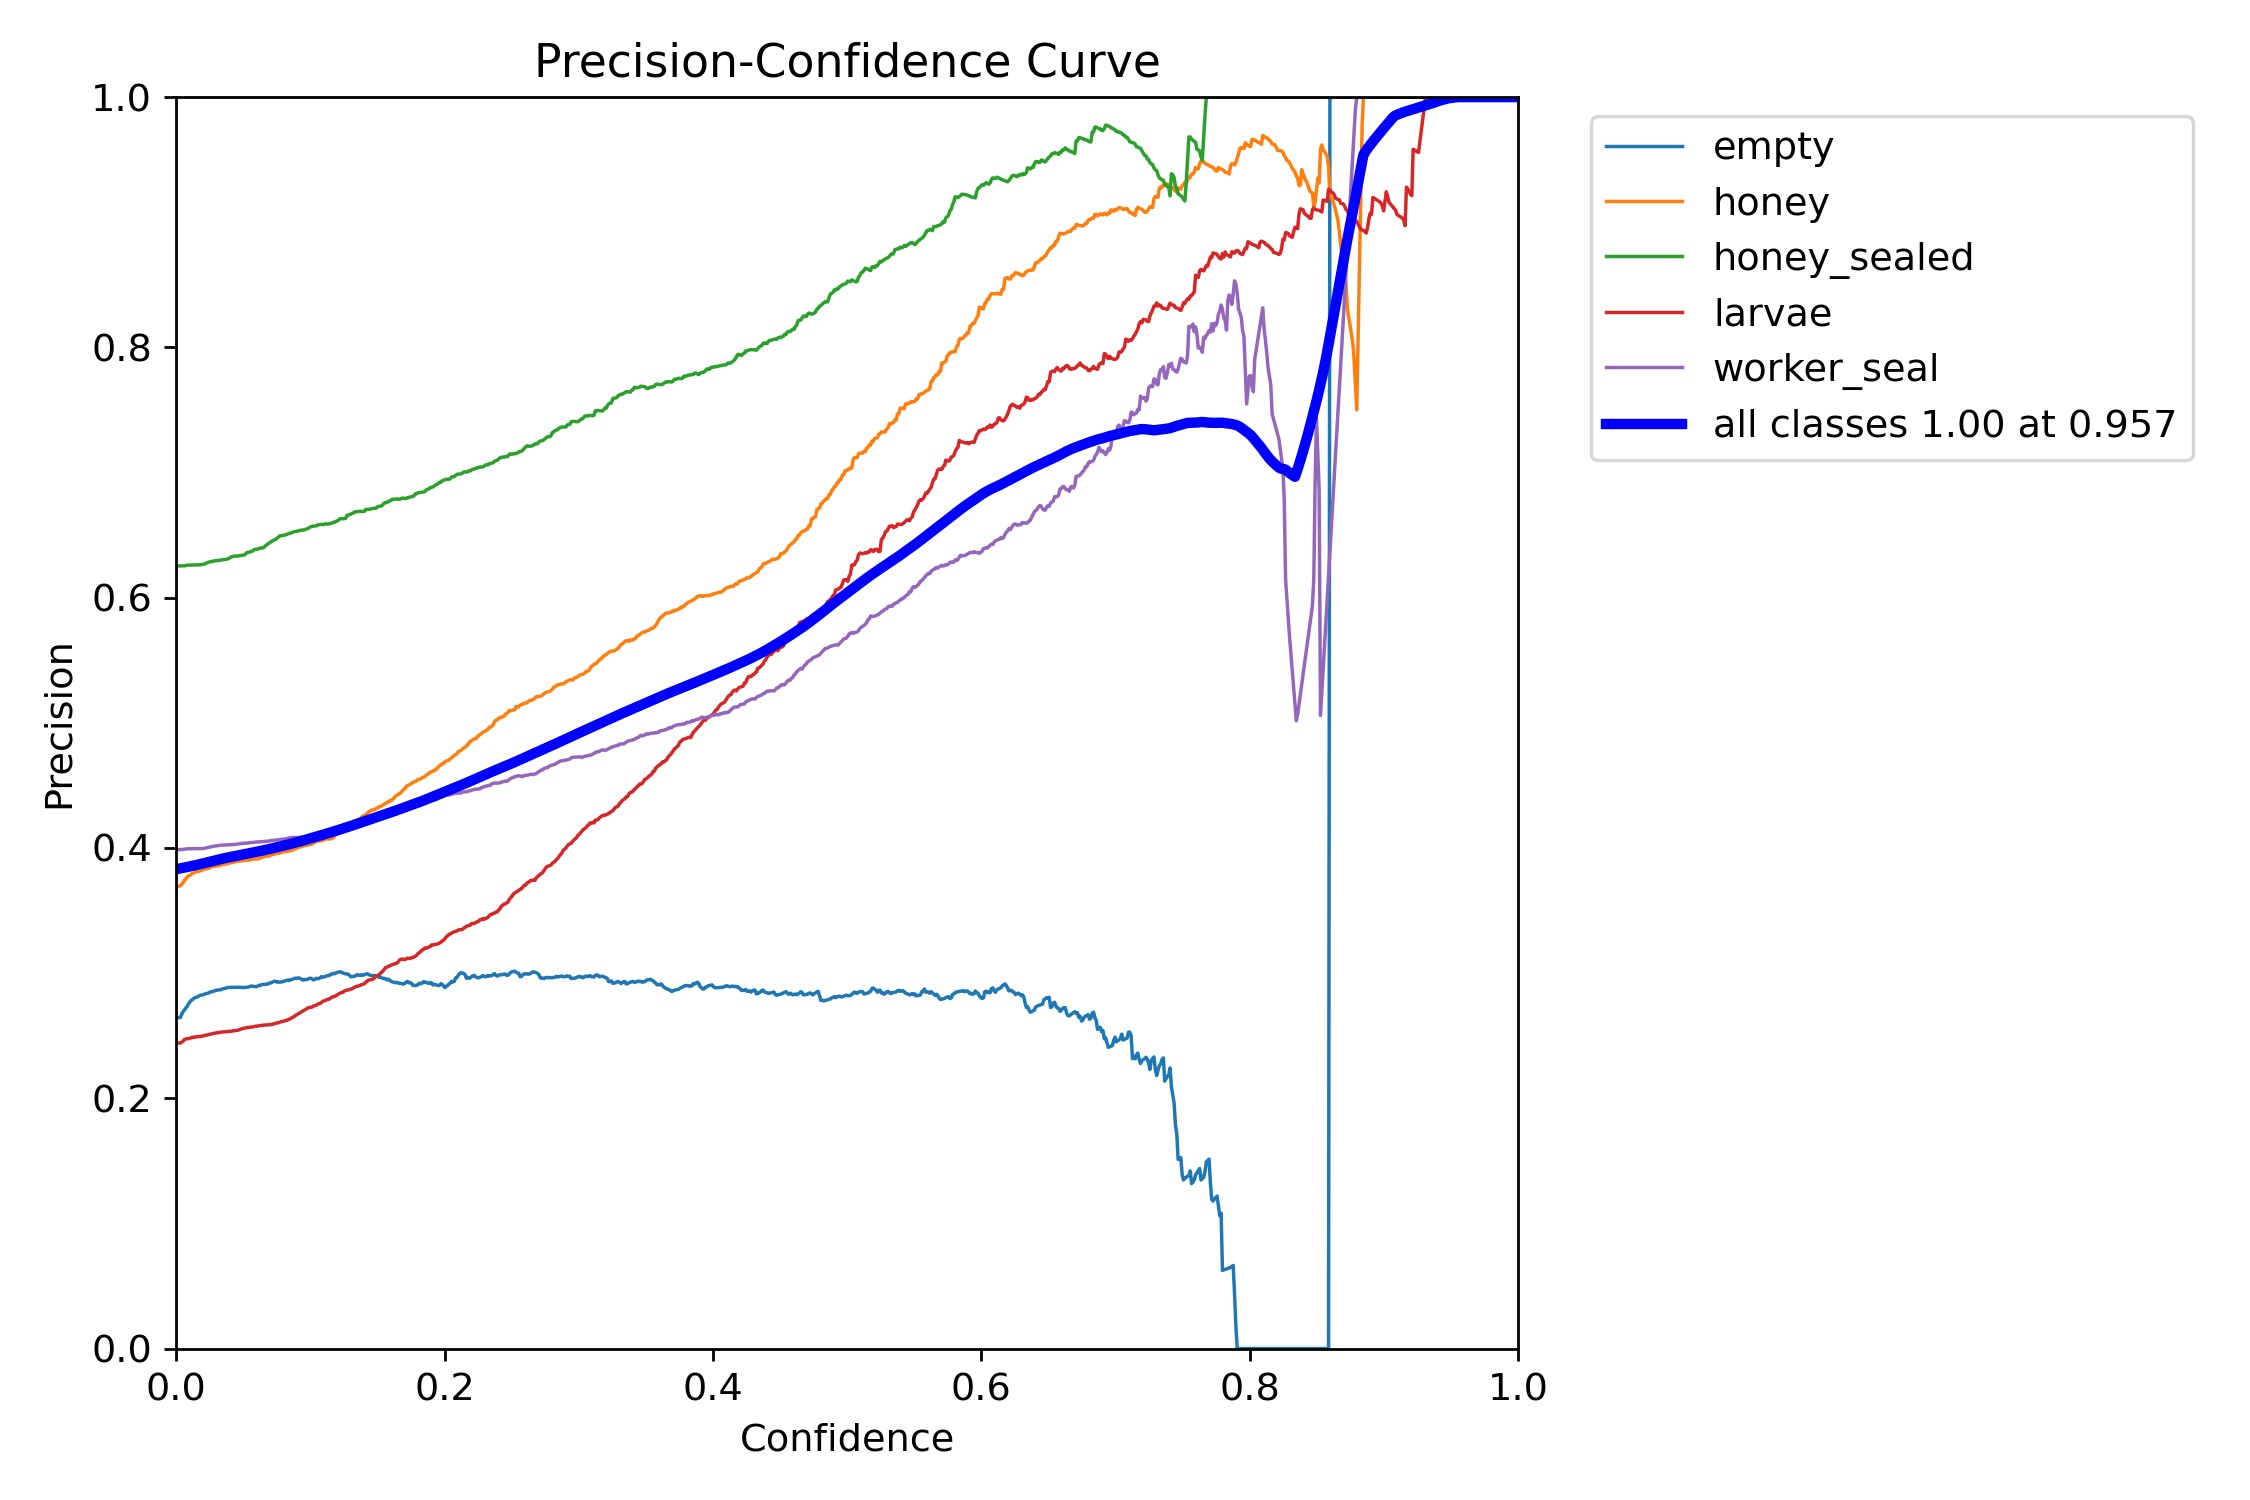 Precision-Confidence Curve
1.0
0.8
0.6
0.4
0.2
0.0
Precision
0.0 0.2 0.4 0.6 0.8 1.0
Confidence
empty
honey
honey_sealed
larvae
worker_seal
all classes 1.00 at 0.957